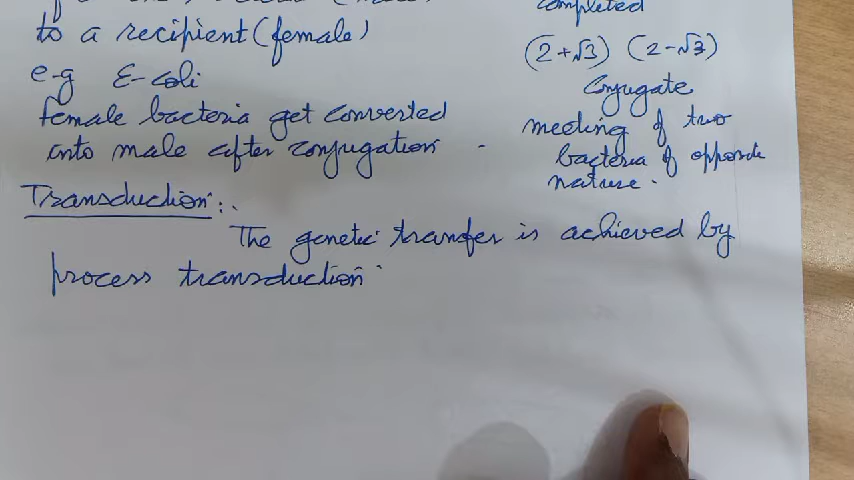 to a recipient (female)
e-g E-coli
female bacteria get converted
into male after conjugation -
Transduction:.
The genetic transfer is achieved by
process transduction
completed
(2+√3) (2-√3)
Conjugate
meeting of two
bacteria of opposite
nature.